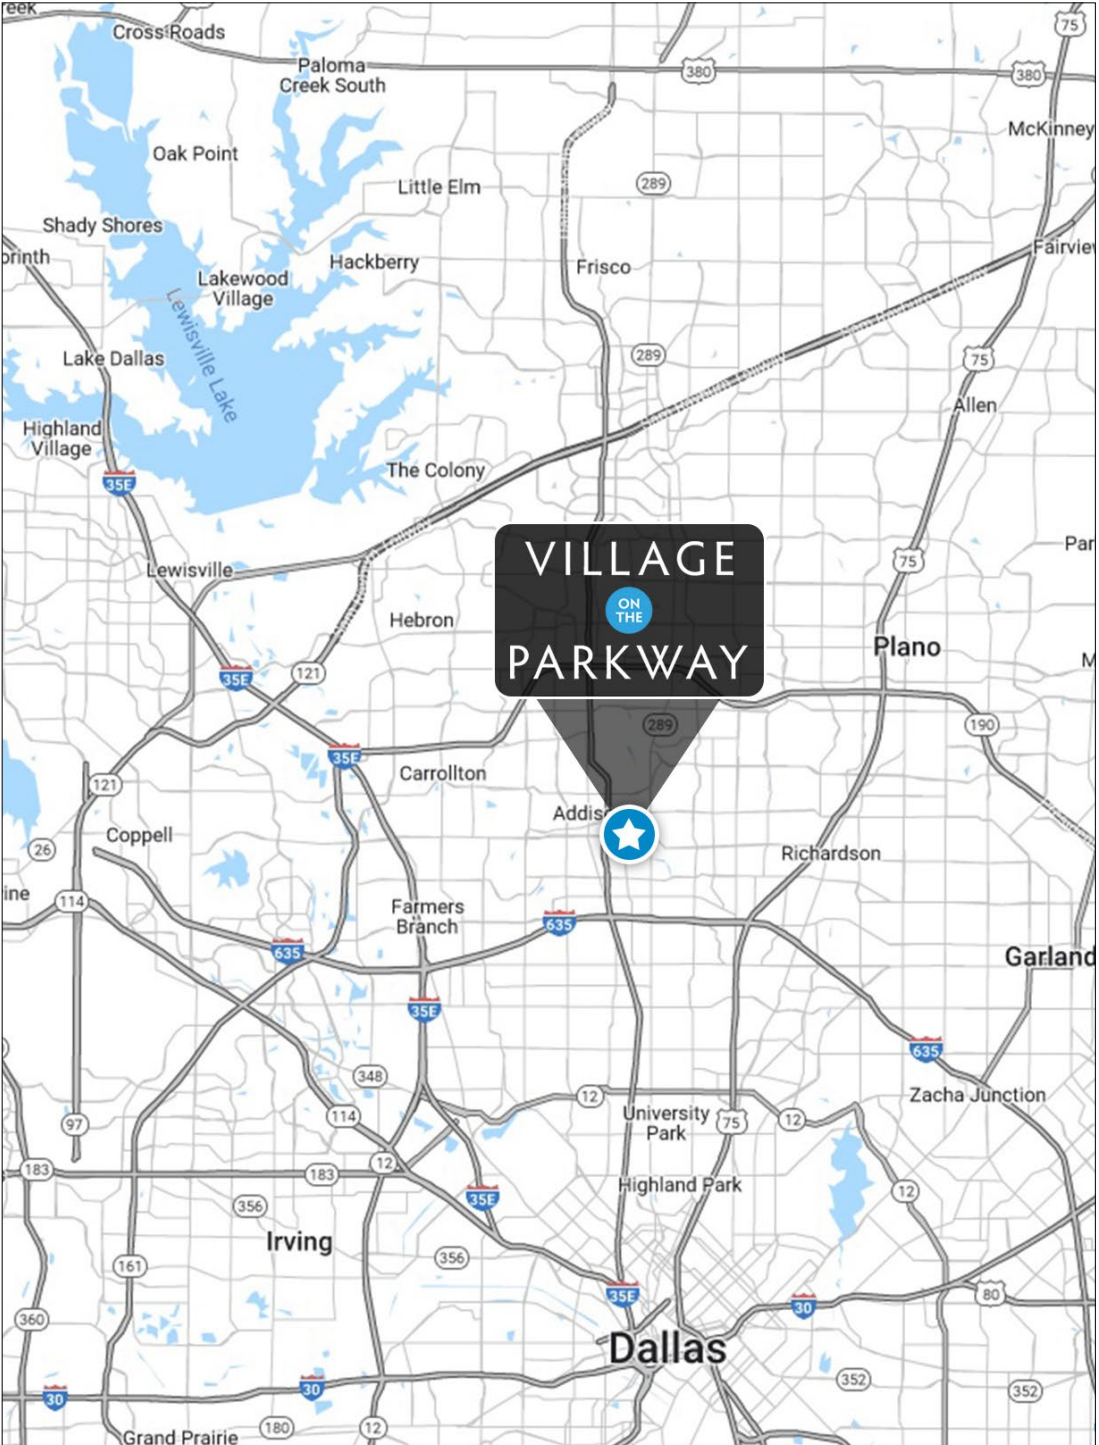 eek
Cross Roads
75
Paloma
Creek South
380
380
McKinney
Oak Point
Little Elm
289
Shady Shores
orinth
Hackberry
Frisco
Fairview
Lakewood
Village
Lewisville Lake
Lake Dallas
289
75
Allen
Highland
Village
The Colony
35E
VILLAGE
ON
THE
PARKWAY
Par
75
Lewisville
Hebron
Plano
M
121
35E
289
190
35E
Carrollton
121
Addis
Coppell
26
Richardson
ine
114
Farmers
Branch
635
635
Garland
35E
635
348
Zacha Junction
12
114
University
Park
75
12
97
12
183
183
Highland Park
35E
12
356
Irving
356
161
35E
30
80
360
Dallas
30
30
352
352
180
12
Grand Prairie